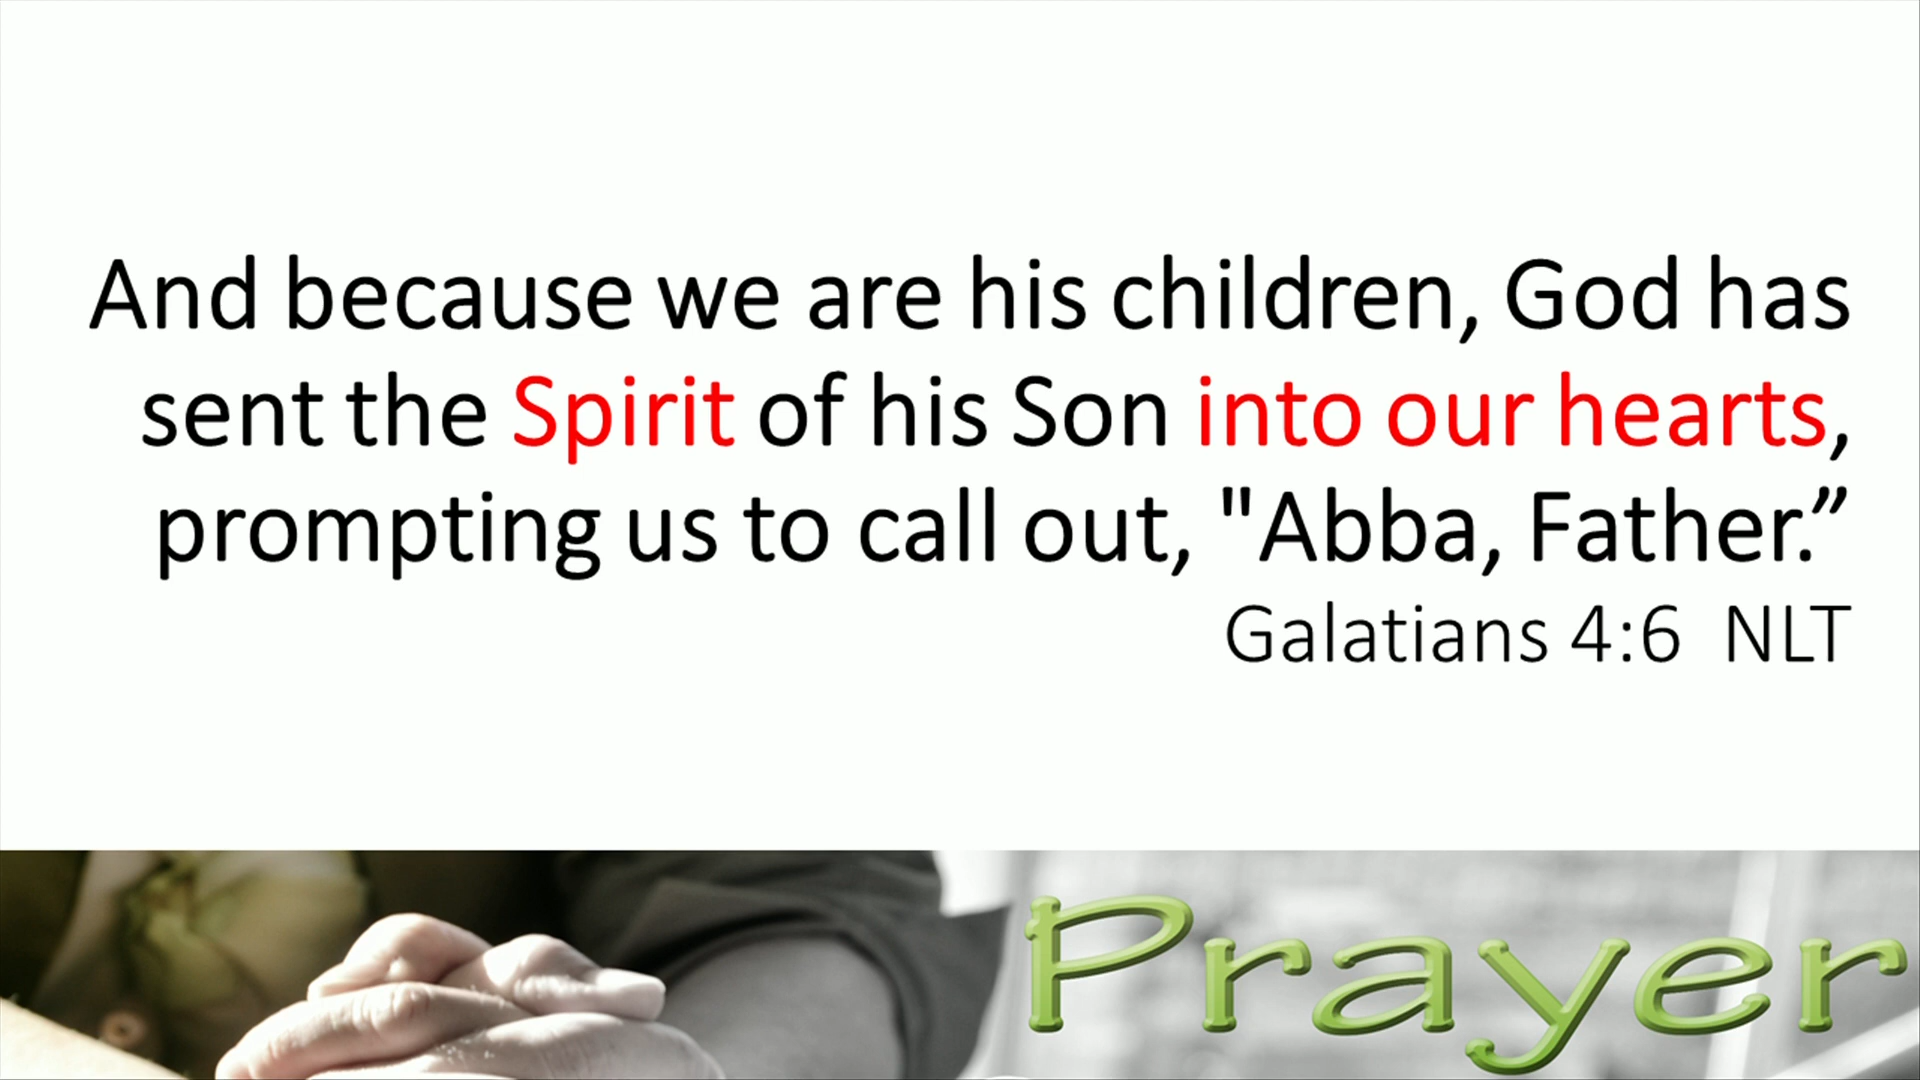 And because we are his children, God has
sent the Spirit of his Son into our hearts,
prompting us to call out, "Abba, Father.”
Galatians 4:6  NLT
Prayer